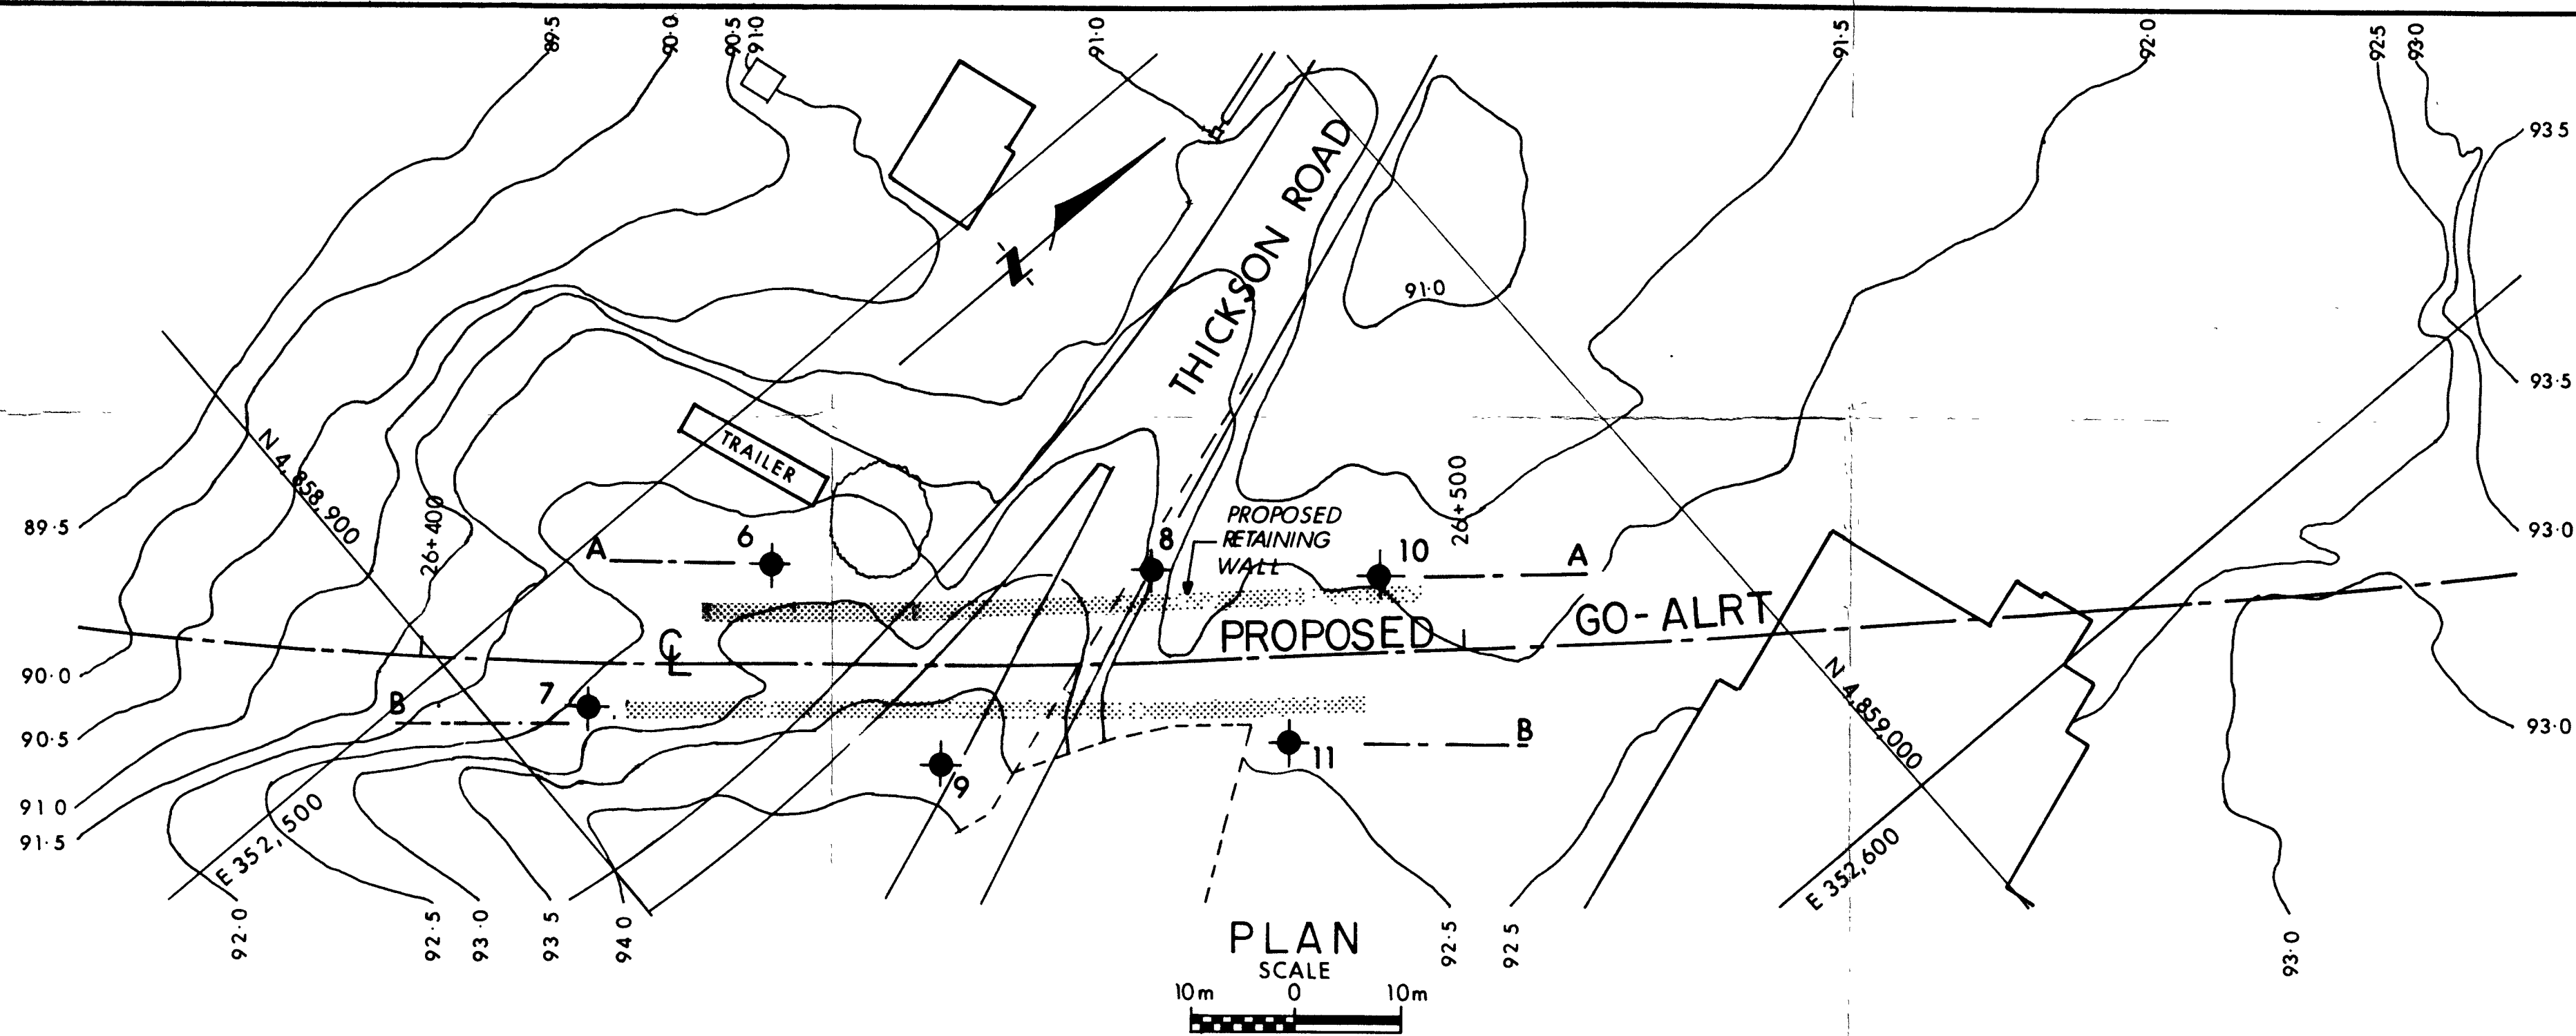 89.5
90.0
90.5
91.0
91.0
91.5
92.0
92.5
93.0
93 5
THICKSON ROAD
N
91.0
93.5
TRAILER
N 4,858,900
26+400
26+500
89.5
93.0
PROPOSED
RETAINING
WALL
6
8
10
A
A
PROPOSED
GO-ALRT
CL
90.0
7
B
B
90.5
9
11
N 4,859,000
93.0
91 0
91.5
E 352,500
E 352,600
92.0
92.5
93.0
93 5
94 0
92.5
92 5
93.0
PLAN
SCALE
10m 0 10m